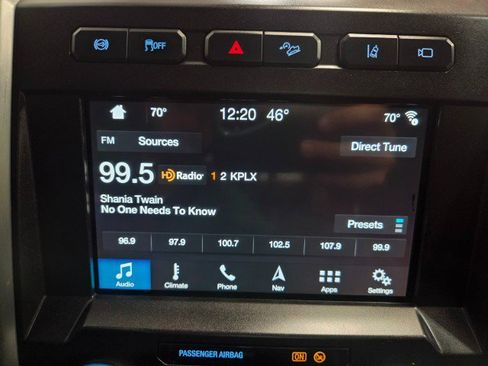 OFF
70° 12:20 46° 70°
FM Sources Direct Tune
99.5 HD Radio 1 2 KPLX
Shania Twain
No One Needs To Know
Presets
96.9 97.9 100.7 102.5 107.9 99.9
Audio Climate Phone Nav Apps Settings
PASSENGER AIRBAG ON